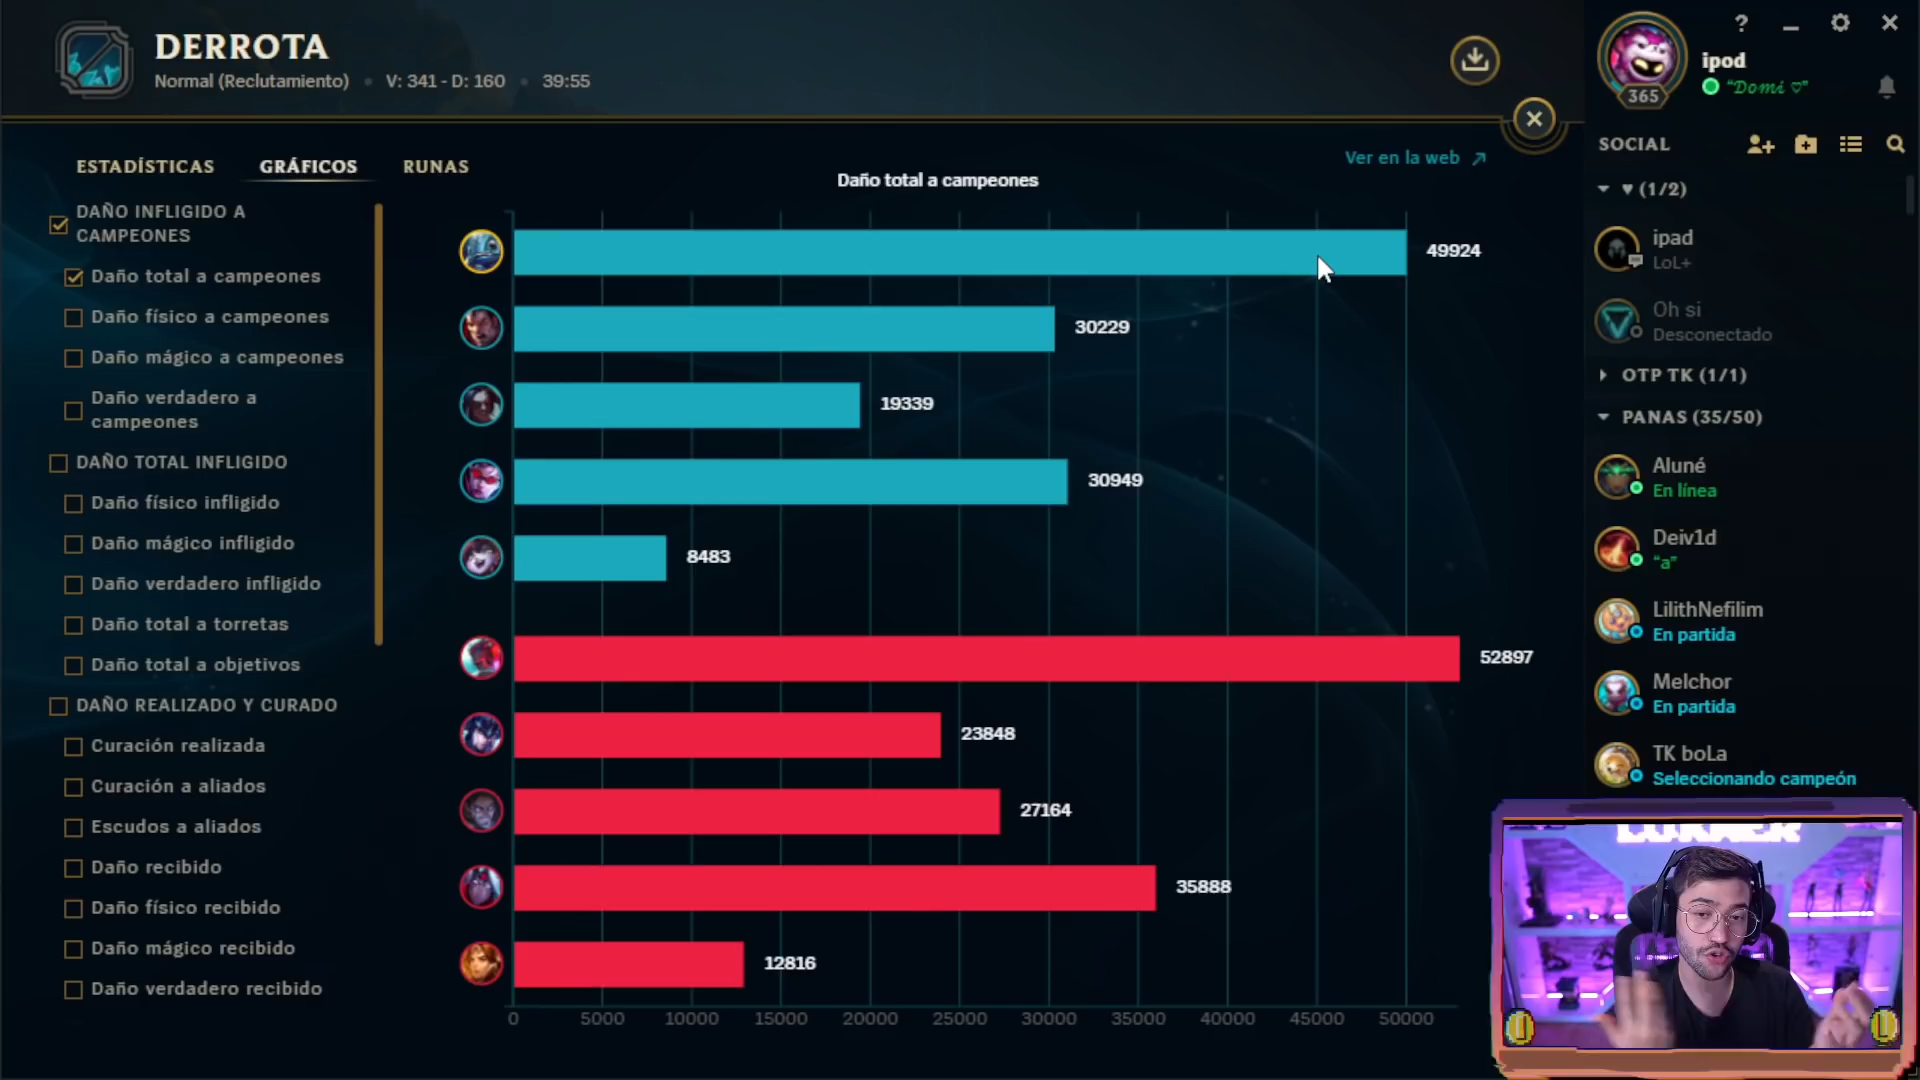 DERROTA
Normal (Reclutamiento) • V: 341 - D: 160 • 39:55
ESTADÍSTICAS
GRÁFICOS
RUNAS
Ver en la web
DAÑO INFLIGIDO A
CAMPEONES
Daño total a campeones
Daño físico a campeones
Daño mágico a campeones
Daño verdadero a
campeones
DAÑO TOTAL INFLIGIDO
Daño físico infligido
Daño mágico infligido
Daño verdadero infligido
Daño total a torretas
Daño total a objetivos
DAÑO REALIZADO Y CURADO
Curación realizada
Curación a aliados
Escudos a aliados
Daño recibido
Daño físico recibido
Daño mágico recibido
Daño verdadero recibido
Daño total a campeones
49924
30229
19339
30949
8483
52897
23848
27164
35888
12816
0 5000 10000 15000 20000 25000 30000 35000 40000 45000 50000
?
365
ipod
"Domi ♡"
SOCIAL
♥ (1/2)
ipad
LoL+
Oh si
Desconectado
OTP TK (1/1)
PANAS (35/50)
Aluné
En línea
Deiv1d
"a"
LilithNefilim
En partida
Melchor
En partida
TK boLa
Seleccionando campeón